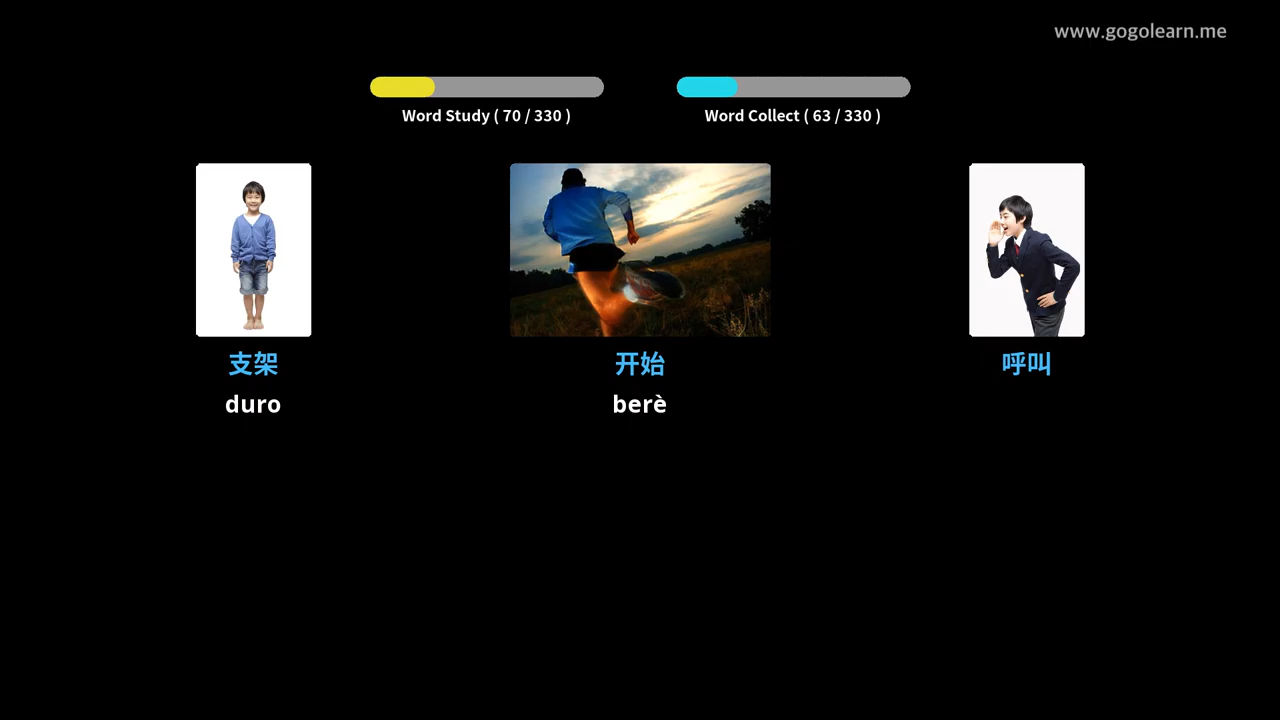 www.gogolearn.me
Word Study ( 70 / 330 )
Word Collect ( 63 / 330 )
支架
开始
呼叫
duro
berè